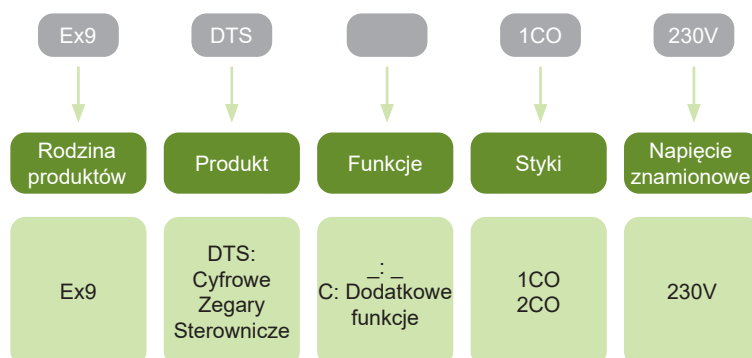 Ex9
DTS
1CO
230V
Rodzina
produktów
Produkt
Funkcje
Styki
Napięcie
znamionowe
Ex9
DTS:
Cyfrowe
Zegary
Sterownicze
_: _
C: Dodatkowe
funkcje
1CO
2CO
230V